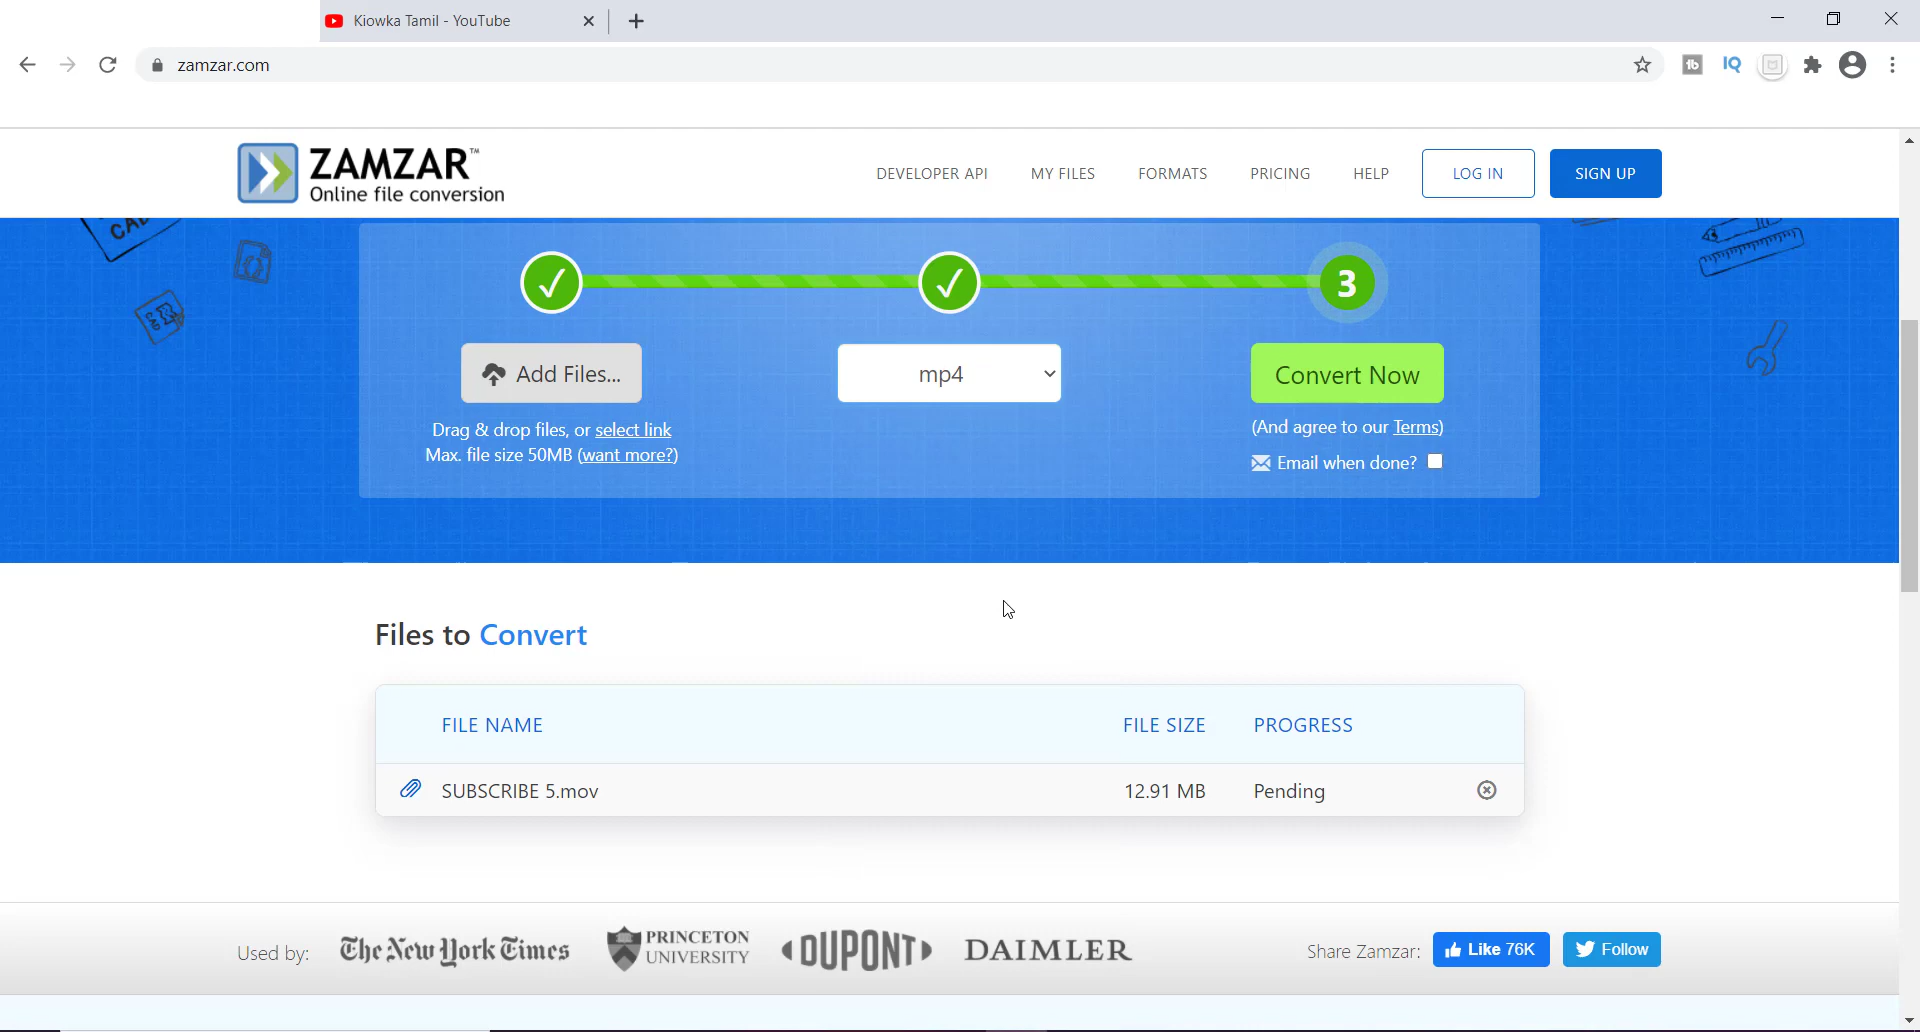 Kiowka Tamil - YouTube
zamzar.com
tb
IQ
ZAMZAR™
Online file conversion
DEVELOPER API
MY FILES
FORMATS
PRICING
HELP
LOG IN
SIGN UP
CAD
CAD
3
Add Files...
mp4
Convert Now
Drag & drop files, or select link
Max. file size 50MB (want more?)
(And agree to our Terms)
Email when done?
Files to Convert
FILE NAME
FILE SIZE
PROGRESS
SUBSCRIBE 5.mov
12.91 MB
Pending
Used by:
The New York Times
PRINCETON
UNIVERSITY
DUPONT
DAIMLER
Share Zamzar:
Like 76K
Follow